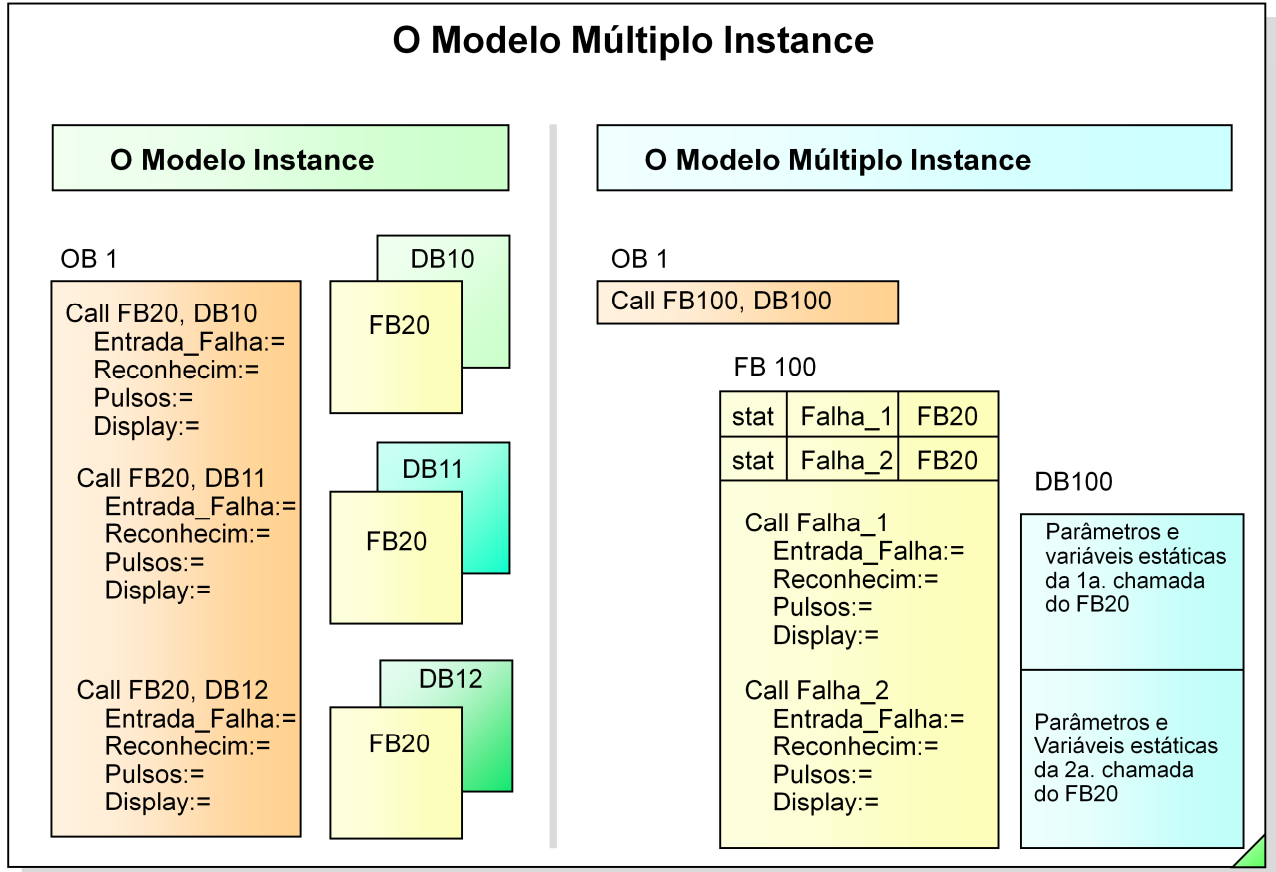 O Modelo Múltiplo Instance
O Modelo Instance
OB 1
Call FB20, DB10
Entrada_Falha:=
Reconhecim:=
Pulsos:=
Display:=
Call FB20, DB11
Entrada_Falha:=
Reconhecim:=
Pulsos:=
Display:=
Call FB20, DB12
Entrada_Falha:=
Reconhecim:=
Pulsos:=
Display:=
DB10
FB20
DB11
FB20
DB12
FB20
O Modelo Múltiplo Instance
OB 1
Call FB100, DB100
FB 100
stat Falha_1 FB20
stat Falha_2 FB20
Call Falha_1
Entrada_Falha:=
Reconhecim:=
Pulsos:=
Display:=
Call Falha_2
Entrada_Falha:=
Reconhecim:=
Pulsos:=
Display:=
DB100
Parâmetros e
variáveis estáticas
da 1a. chamada
do FB20
Parâmetros e
Variáveis estáticas
da 2a. chamada
do FB20